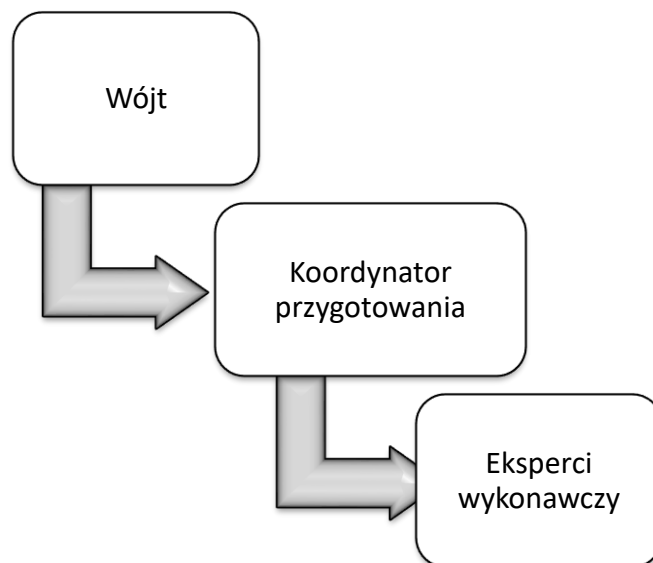 Wójt
Koordynator
przygotowania
Eksperci
wykonawczy